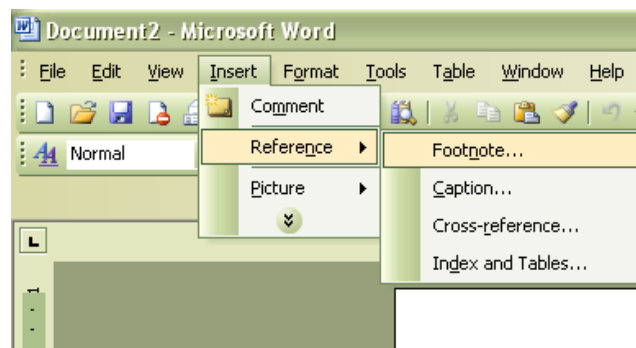 Document2 - Microsoft Word
File Edit View Insert Format Tools Table Window Help
Comment
Normal
Reference
Footnote...
Picture
Caption...
Cross-reference...
Index and Tables...
1